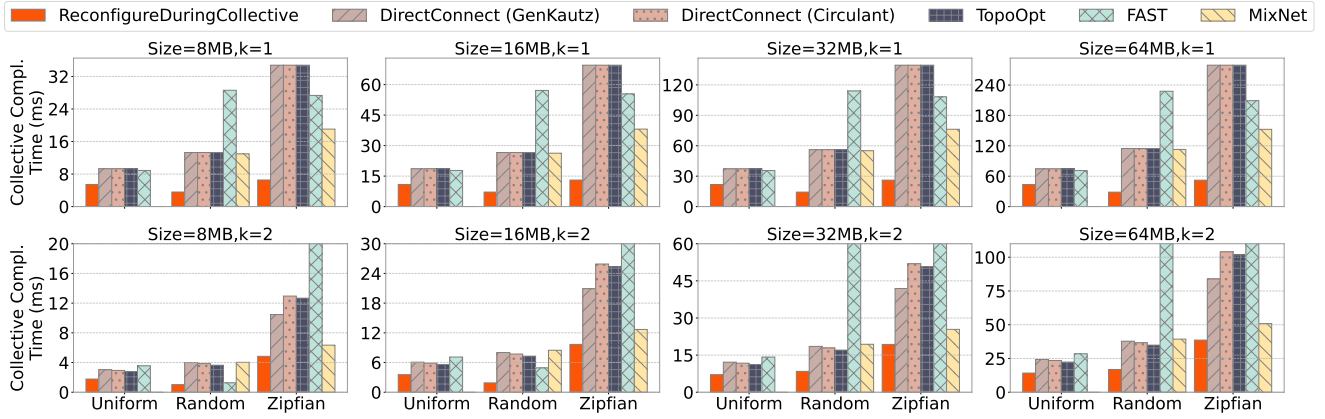 ReconfigureDuringCollective DirectConnect (GenKautz) DirectConnect (Circulant) TopoOpt FAST MixNet
Size=8MB,k=1 Size=16MB,k=1 Size=32MB,k=1 Size=64MB,k=1
Collective Compl.
Time (ms)
32 60 120 240
24 45 90 180
16 30 60 120
8 15 30 60
0 0 0 0
Size=8MB,k=2 Size=16MB,k=2 Size=32MB,k=2 Size=64MB,k=2
Collective Compl.
Time (ms)
20 30 60 100
16 24 45 75
12 18 30 50
8 12 15 25
4 6 0 0
0 0
Uniform Random Zipfian Uniform Random Zipfian Uniform Random Zipfian Uniform Random Zipfian